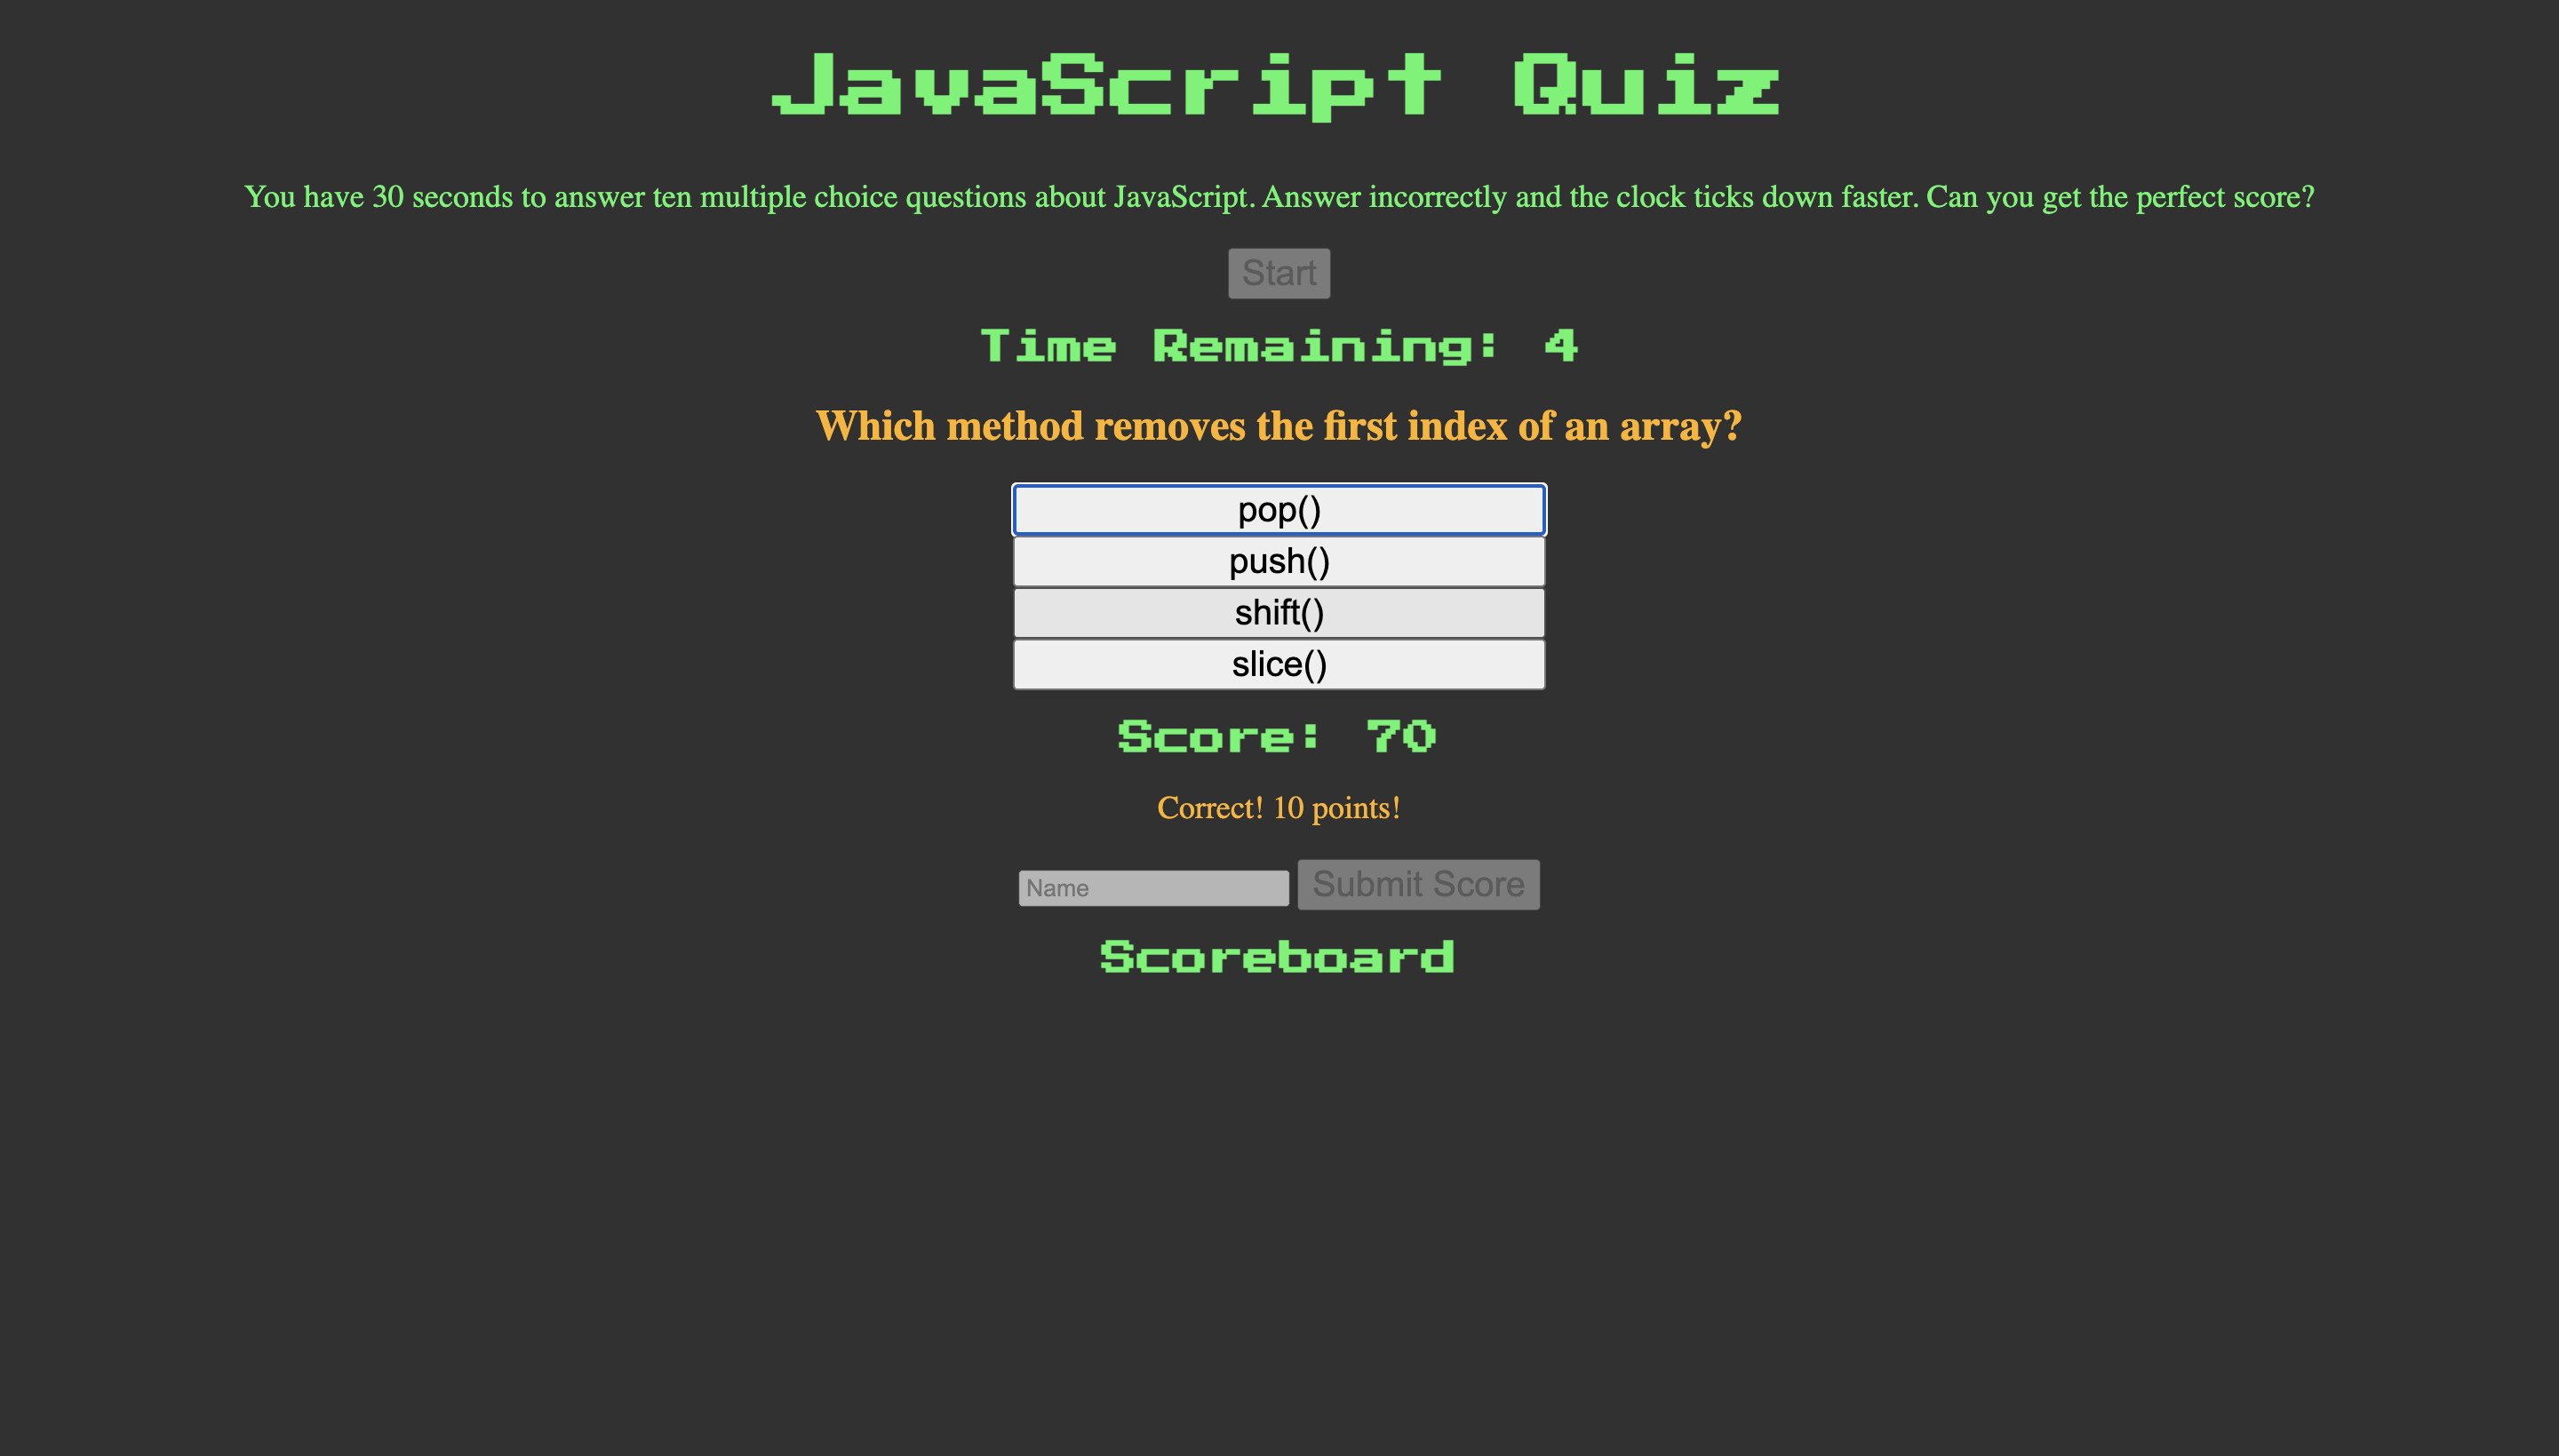 JavaScript Quiz
You have 30 seconds to answer ten multiple choice questions about JavaScript. Answer incorrectly and the clock ticks down faster. Can you get the perfect score?
Start
Time Remaining: 4
Which method removes the first index of an array?
pop()
push()
shift()
slice()
Score: 70
Correct! 10 points!
Name Submit Score
Scoreboard